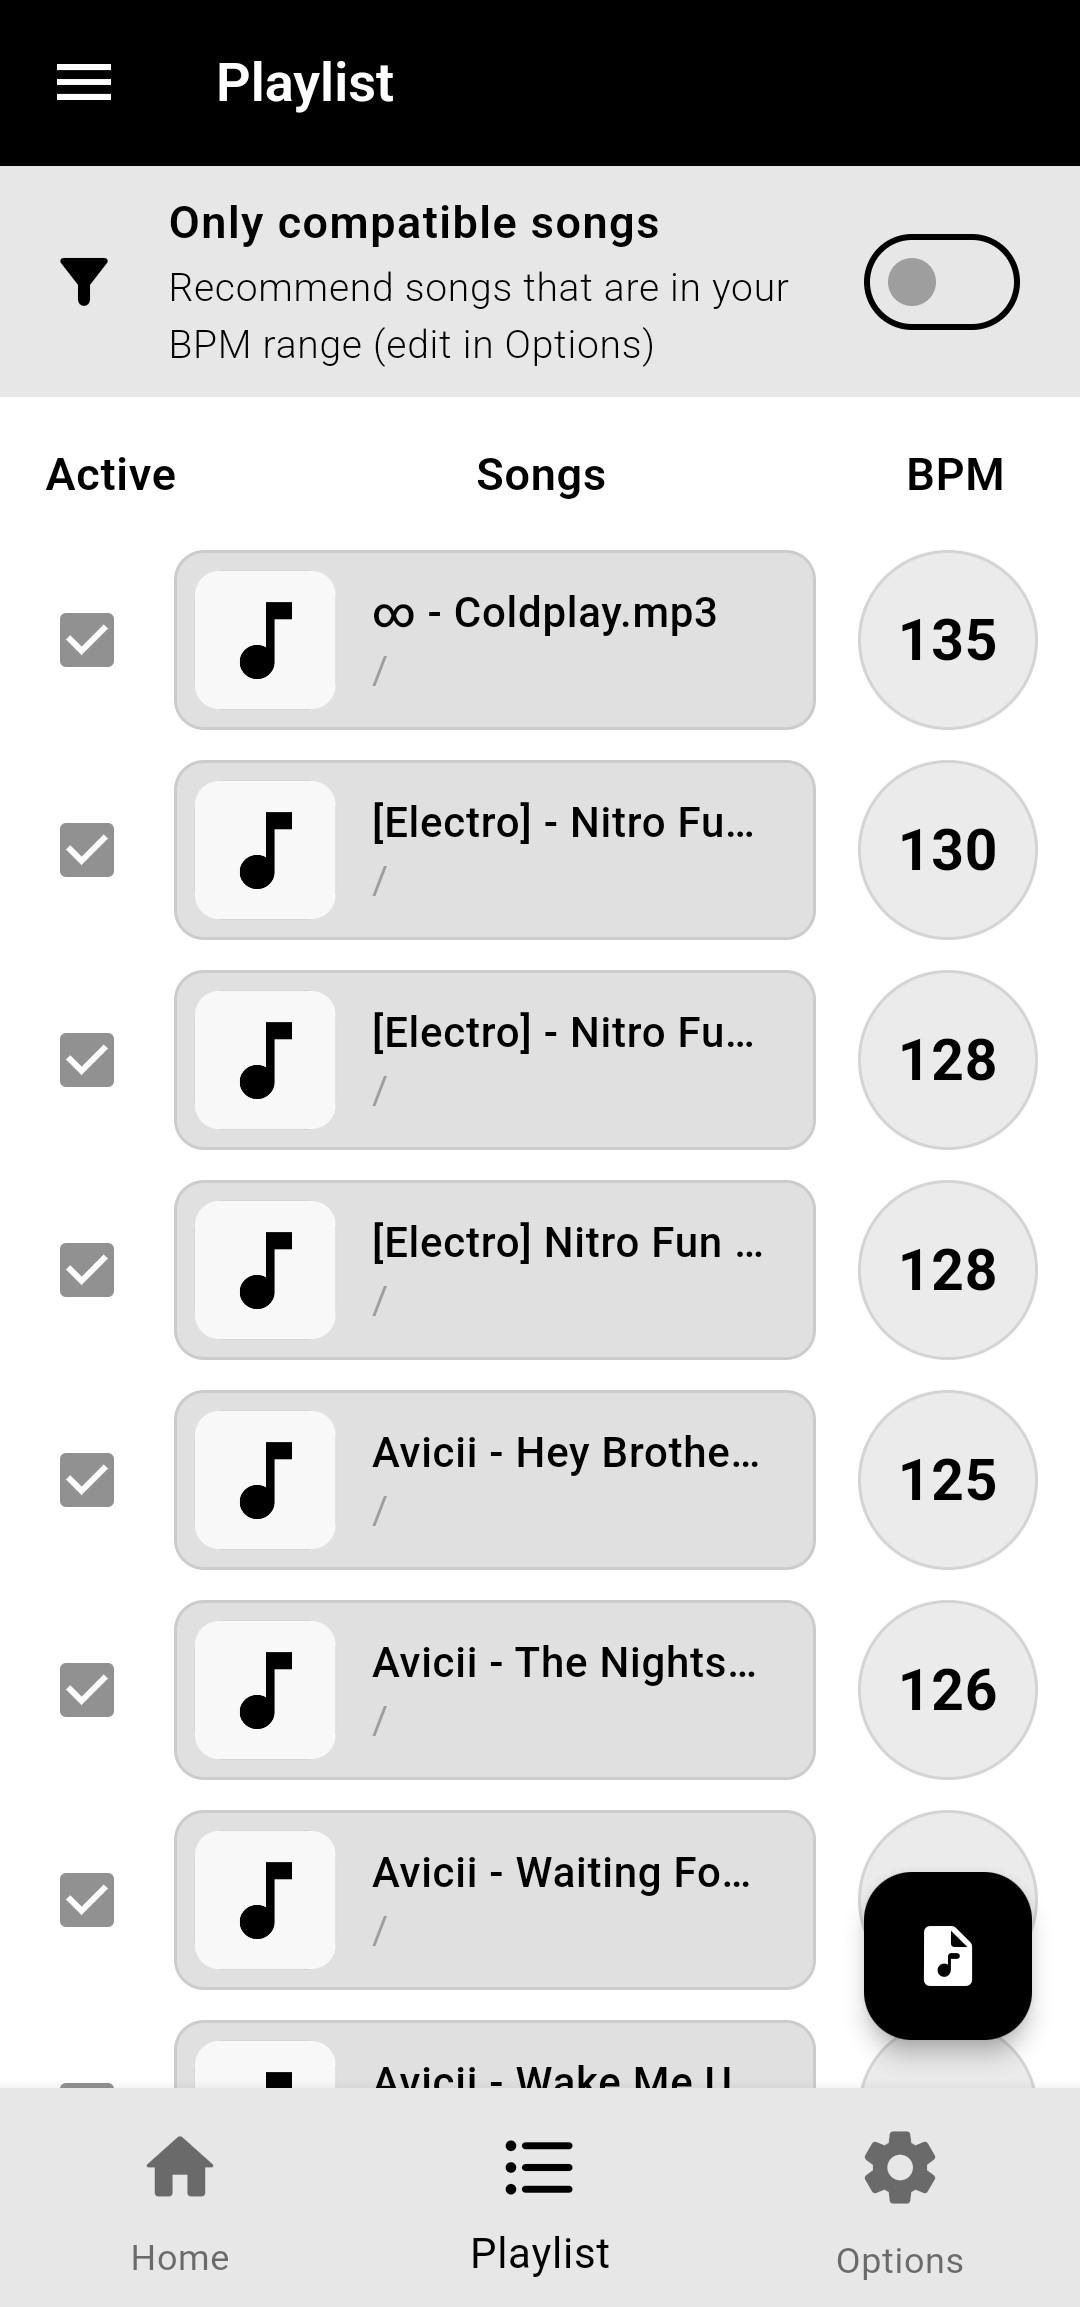 Playlist
Only compatible songs
Recommend songs that are in your
BPM range (edit in Options)
Active Songs BPM
∞ - Coldplay.mp3
/
135
[Electro] - Nitro Fu...
/
130
[Electro] - Nitro Fu...
/
128
[Electro] Nitro Fun ...
/
128
Avicii - Hey Brothe...
/
125
Avicii - The Nights...
/
126
Avicii - Waiting Fo...
/
Avicii - Wake Me U
Home Playlist Options